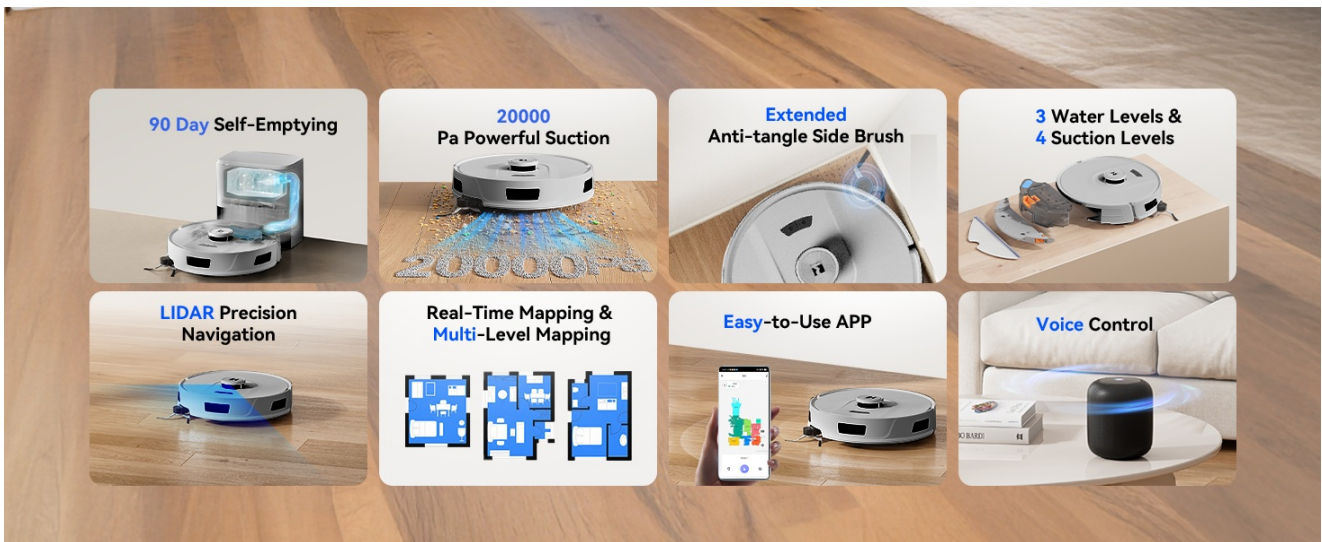 90 Day Self-Emptying
20000
Pa Powerful Suction
20000Pa
Extended
Anti-tangle Side Brush
3 Water Levels &
4 Suction Levels
LIDAR Precision
Navigation
Real-Time Mapping &
Multi-Level Mapping
Easy-to-Use APP
Voice Control
BARDI